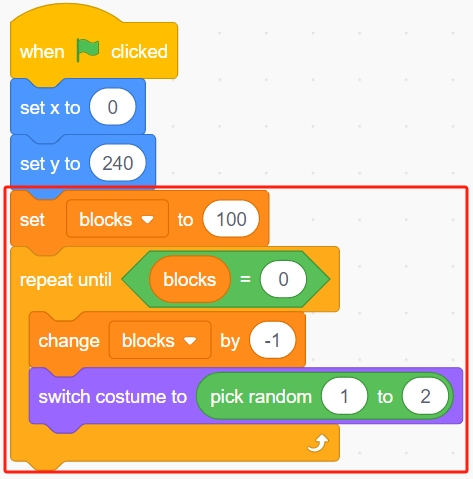 when clicked
set x to 0
set y to 240
set blocks to 100
repeat until blocks = 0
change blocks by -1
switch costume to pick random 1 to 2